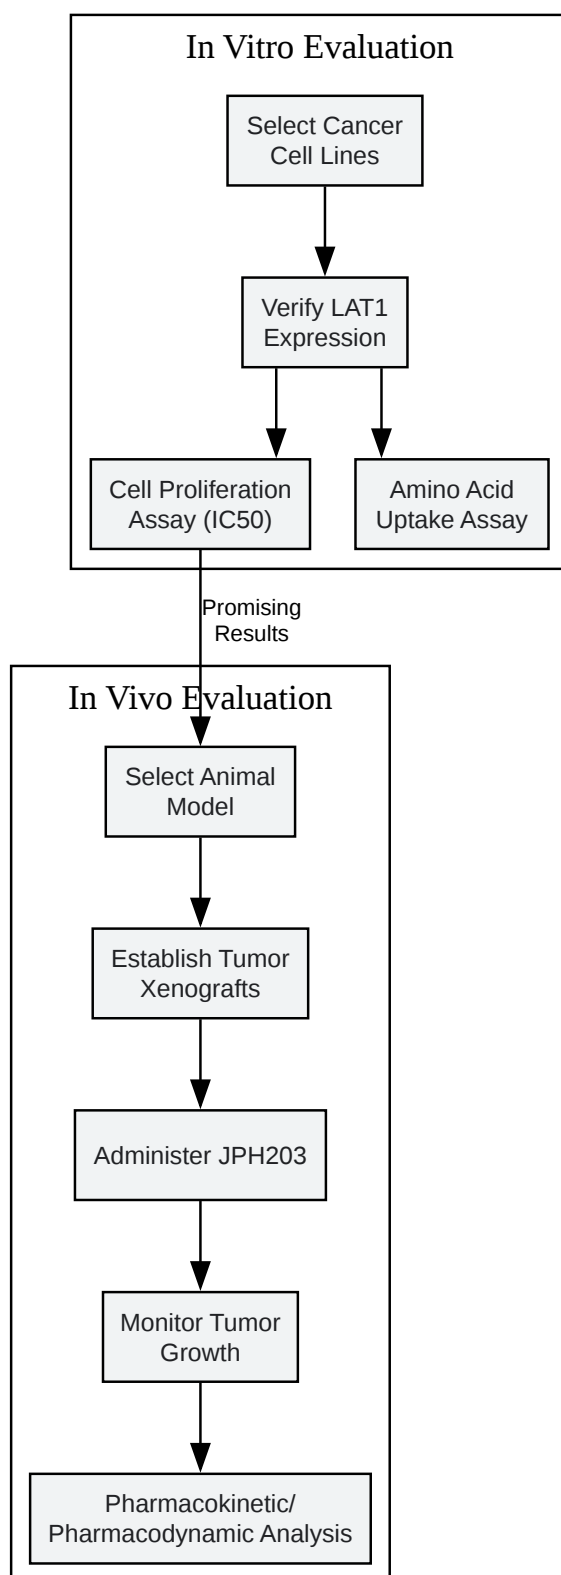 In Vitro Evaluation
Select Cancer
Cell Lines
Verify LAT1
Expression
Cell Proliferation
Assay (IC50)
Amino Acid
Uptake Assay
Promising
Results
In Vivo Evaluation
Select Animal
Model
Establish Tumor
Xenografts
Administer JPH203
Monitor Tumor
Growth
Pharmacokinetic/
Pharmacodynamic Analysis